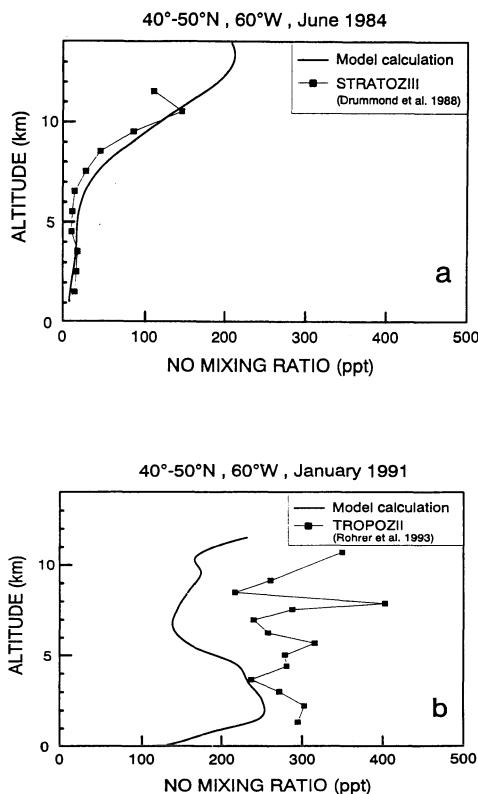 40°-50°N , 60°W , June 1984
Model calculation
STRATOZIII
(Drummond et al. 1988)
ALTITUDE (km)
10
5
0
a
0 100 200 300 400 500
NO MIXING RATIO (ppt)
40°-50°N , 60°W , January 1991
Model calculation
TROPOZII
(Rohrer et al. 1993)
ALTITUDE (km)
10
5
0
b
0 100 200 300 400 500
NO MIXING RATIO (ppt)